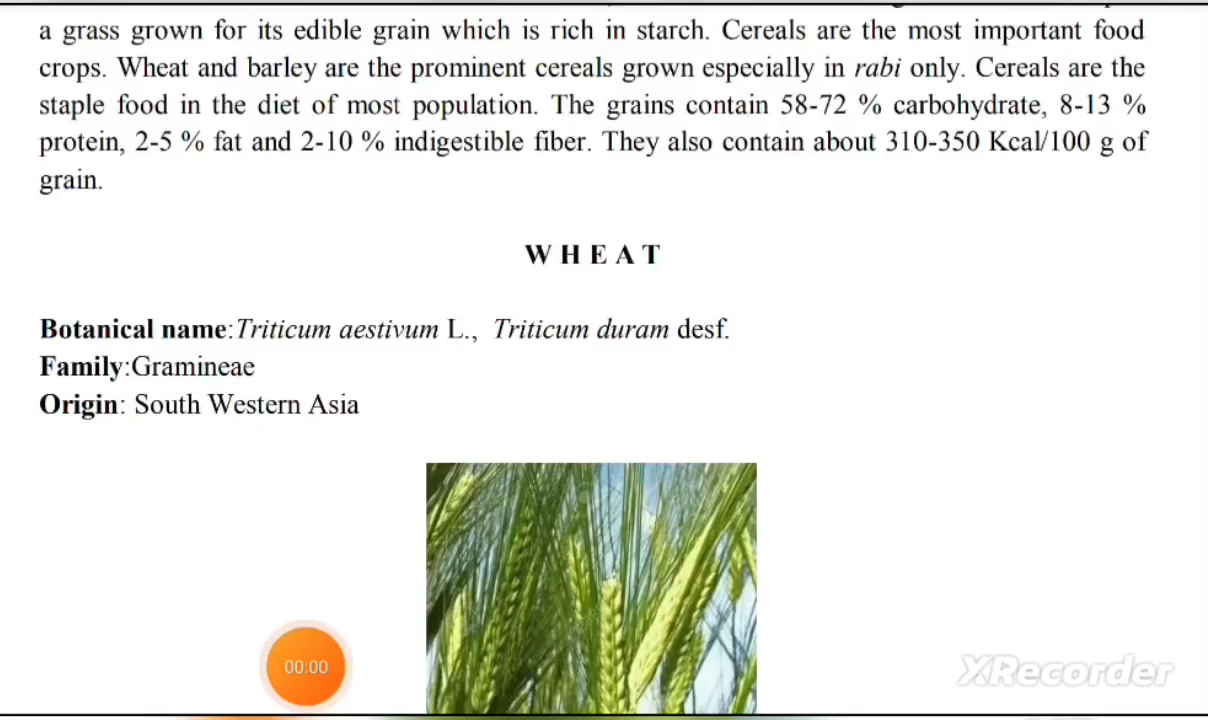 a grass grown for its edible grain which is rich in starch. Cereals are the most important food
crops. Wheat and barley are the prominent cereals grown especially in rabi only. Cereals are the
staple food in the diet of most population. The grains contain 58-72 % carbohydrate, 8-13 %
protein, 2-5 % fat and 2-10 % indigestible fiber. They also contain about 310-350 Kcal/100 g of
grain.
W H E A T
Botanical name:Triticum aestivum L., Triticum duram desf.
Family:Gramineae
Origin: South Western Asia
00:00
XRecorder